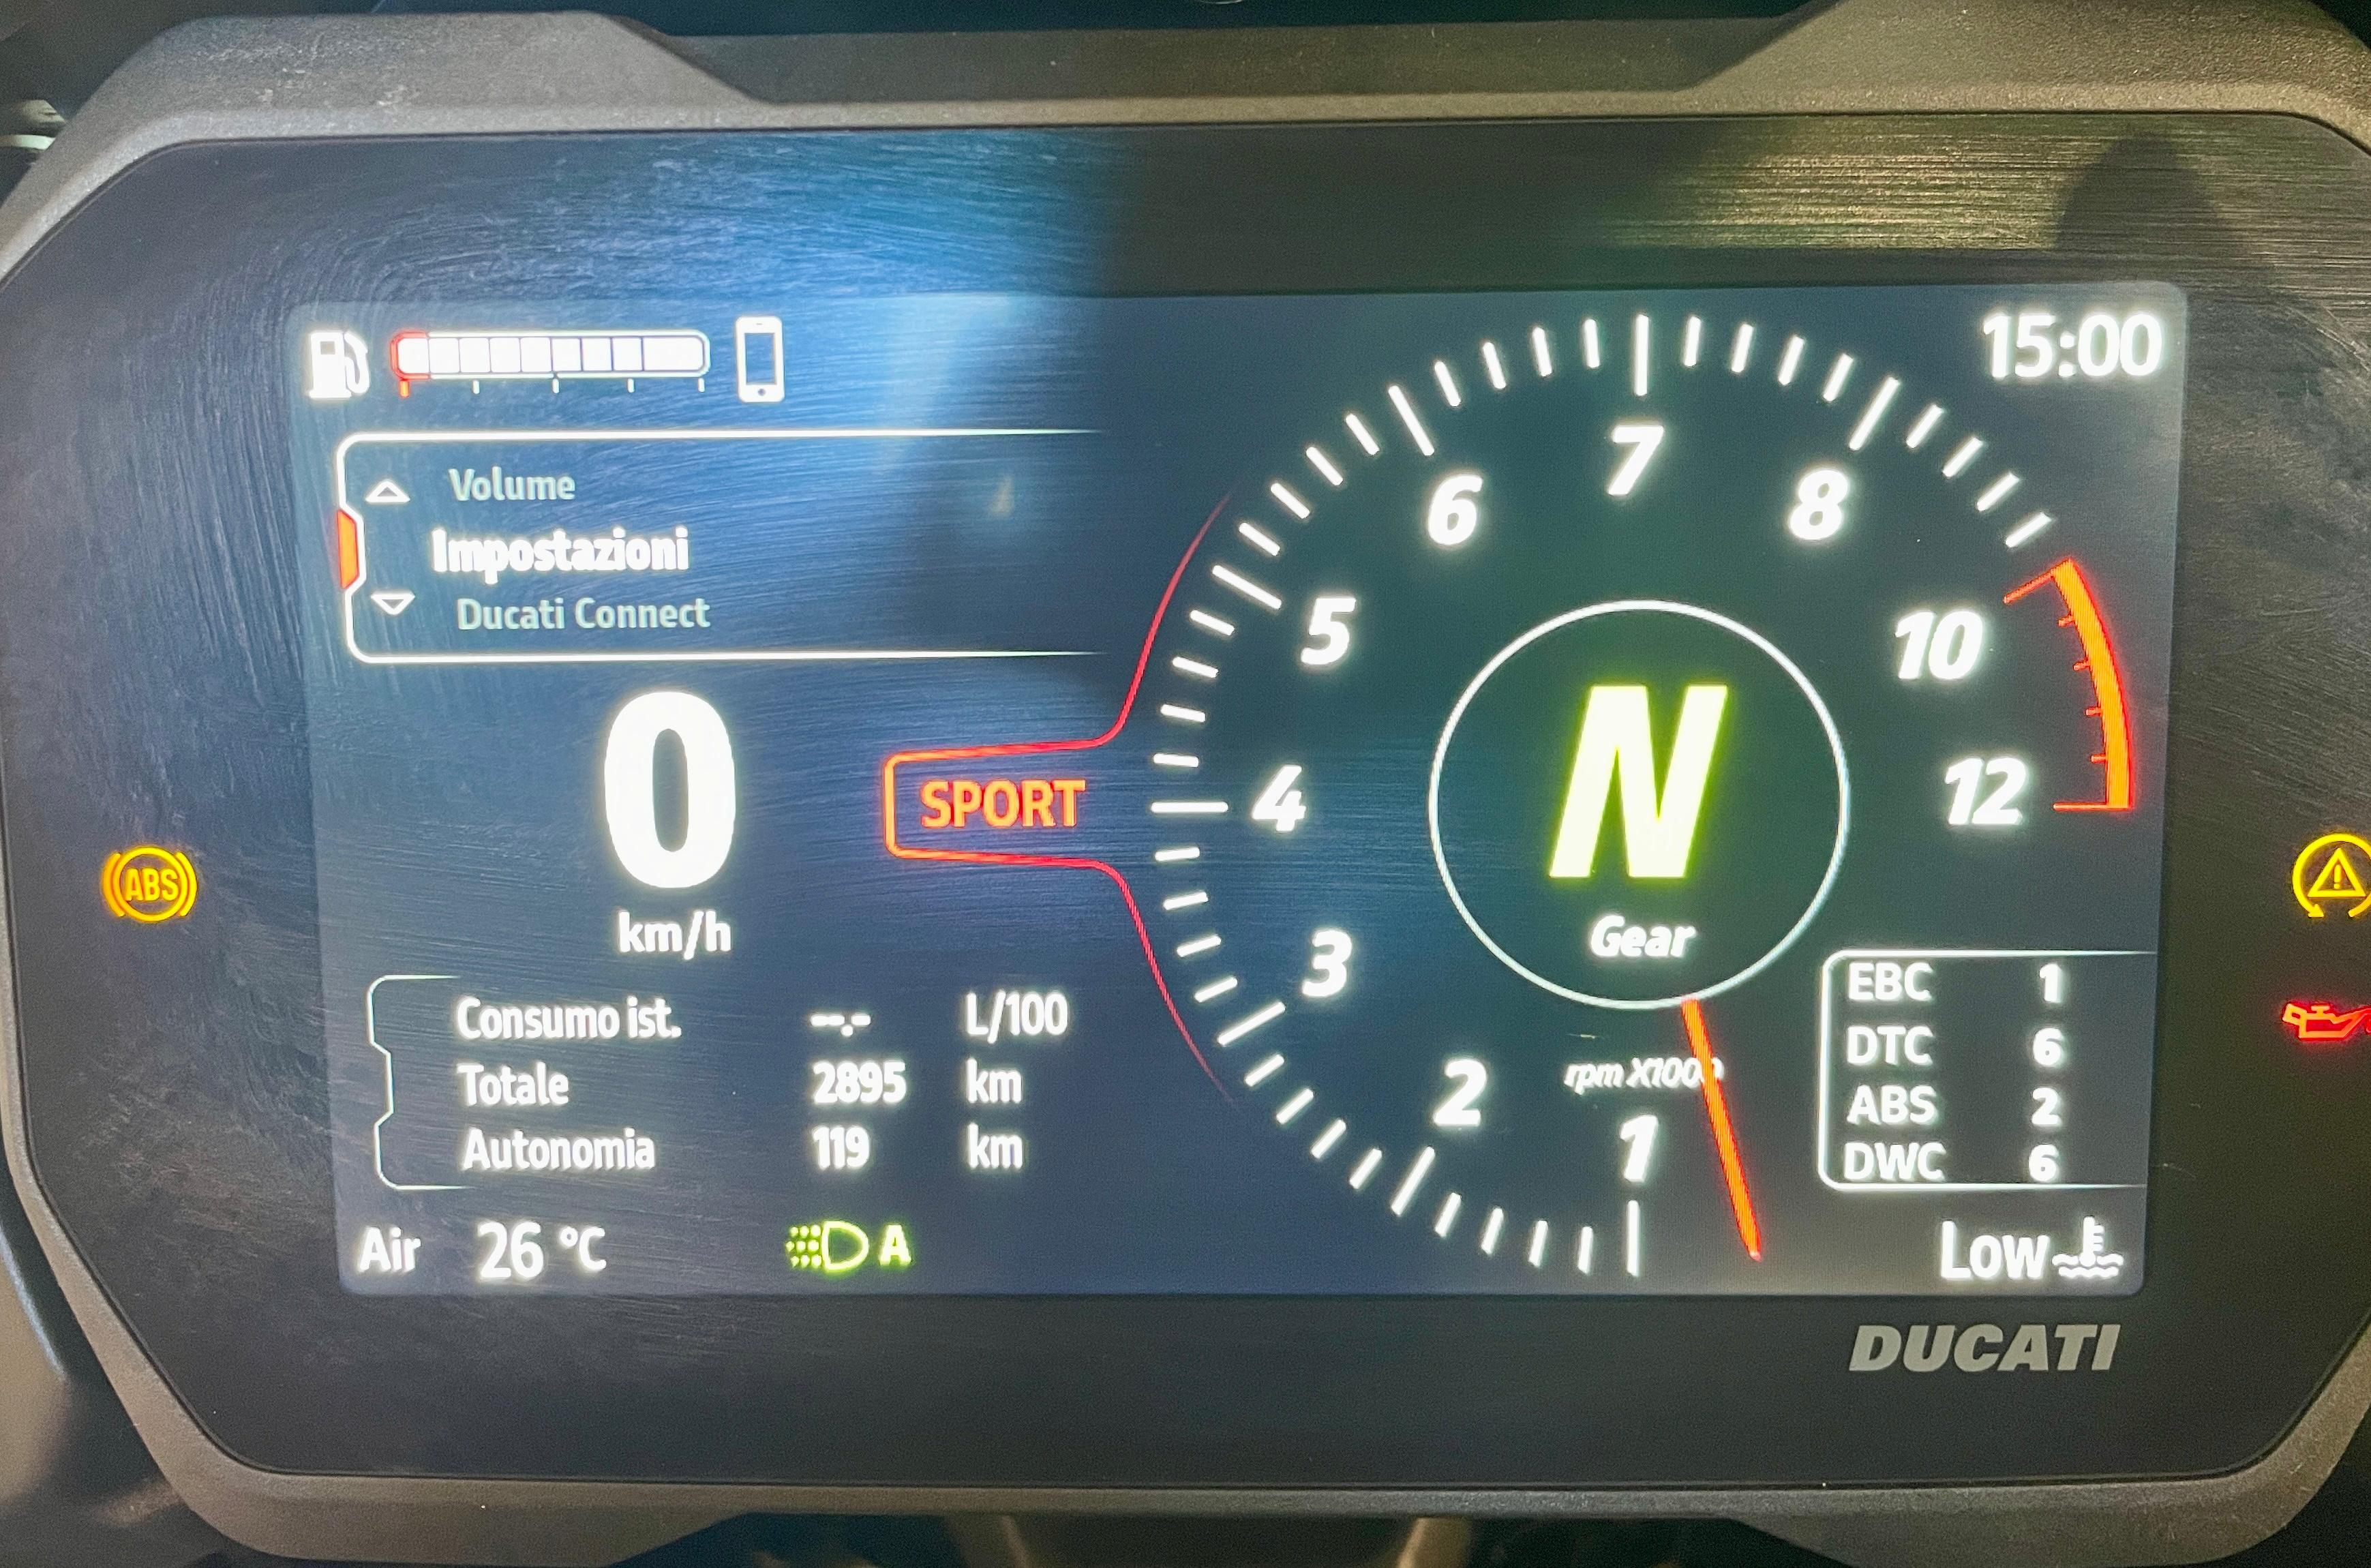 15:00
Volume
Impostazioni
Ducati Connect
0
km/h
SPORT
1
2
3
4
5
6
7
8
10
12
N
Gear
rpm X1000
ABS
Consumo ist. --.- L/100
Totale 2895 km
Autonomia 119 km
EBC 1
DTC 6
ABS 2
DWC 6
Air 26 °C
A
Low
DUCATI